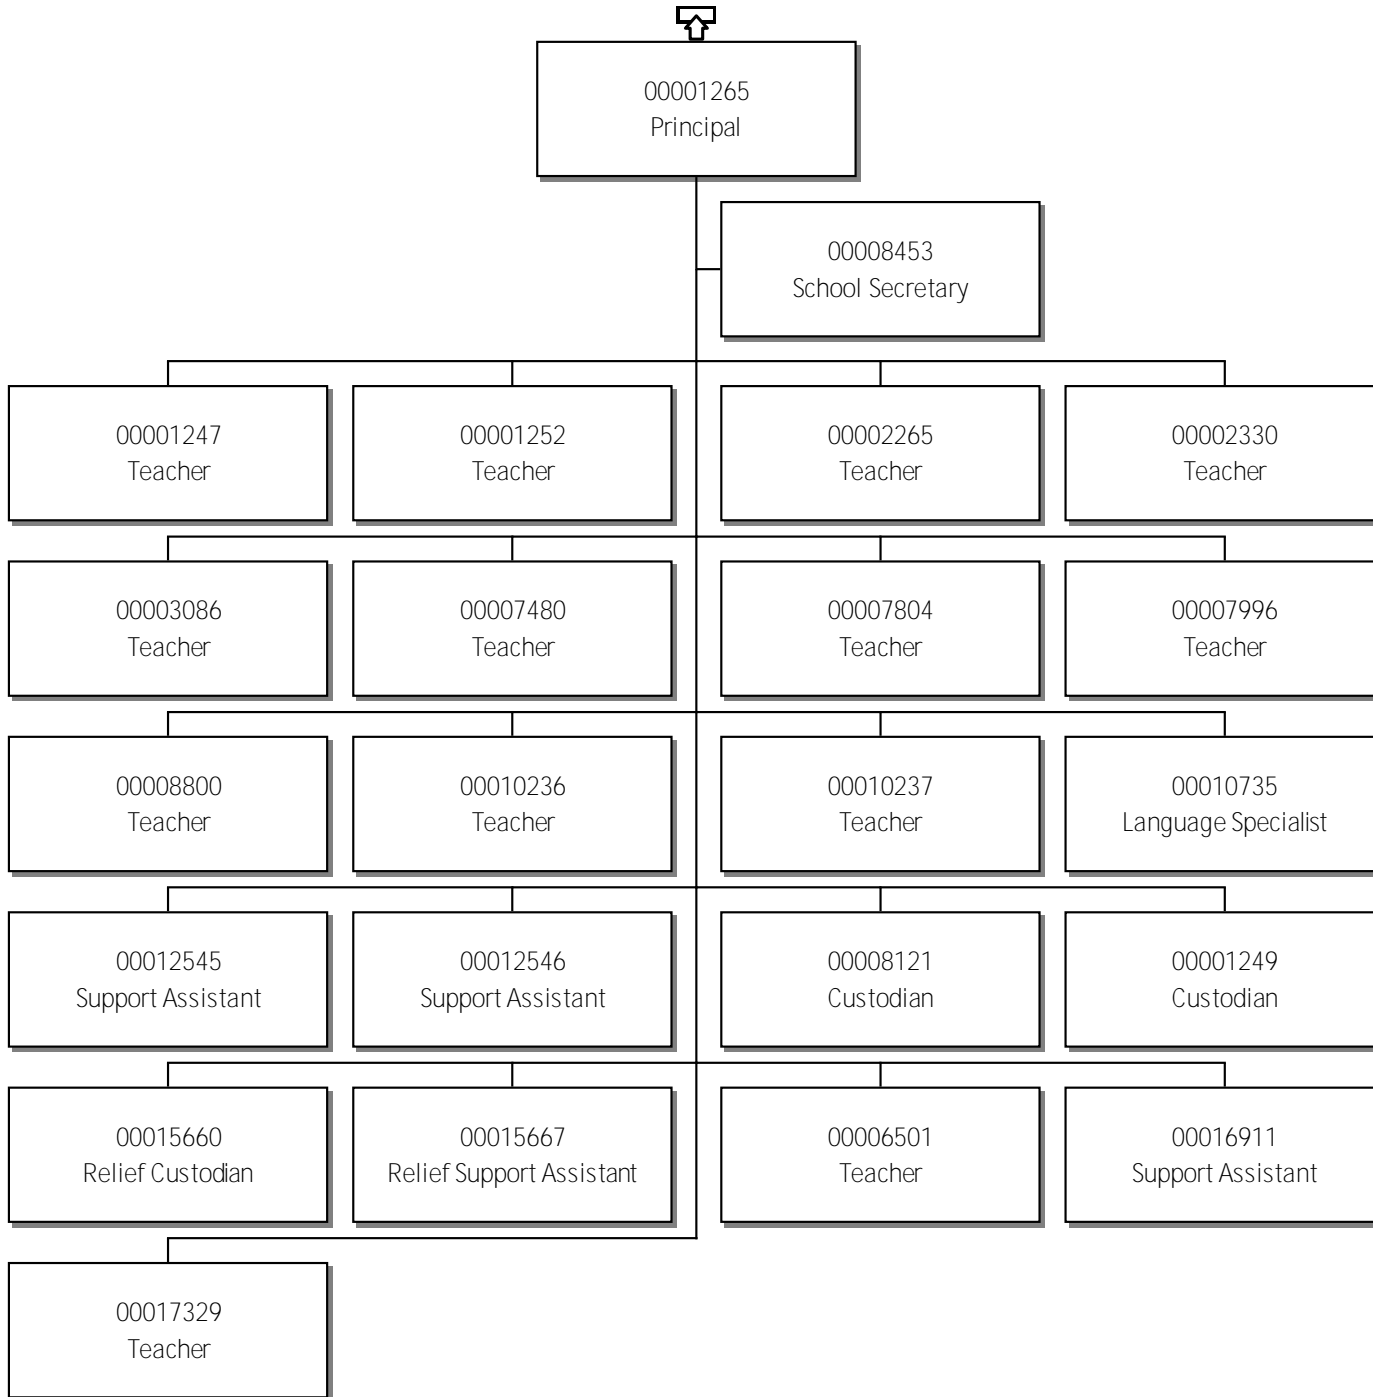 00001265
Principal
00008453
School Secretary
00001247
Teacher
00001252
Teacher
00002265
Teacher
00002330
Teacher
00003086
Teacher
00007480
Teacher
00007804
Teacher
00007996
Teacher
00008800
Teacher
00010236
Teacher
00010237
Teacher
00010735
Language Specialist
00012545
Support Assistant
00012546
Support Assistant
00008121
Custodian
00001249
Custodian
00015660
Relief Custodian
00015667
Relief Support Assistant
00006501
Teacher
00016911
Support Assistant
00017329
Teacher